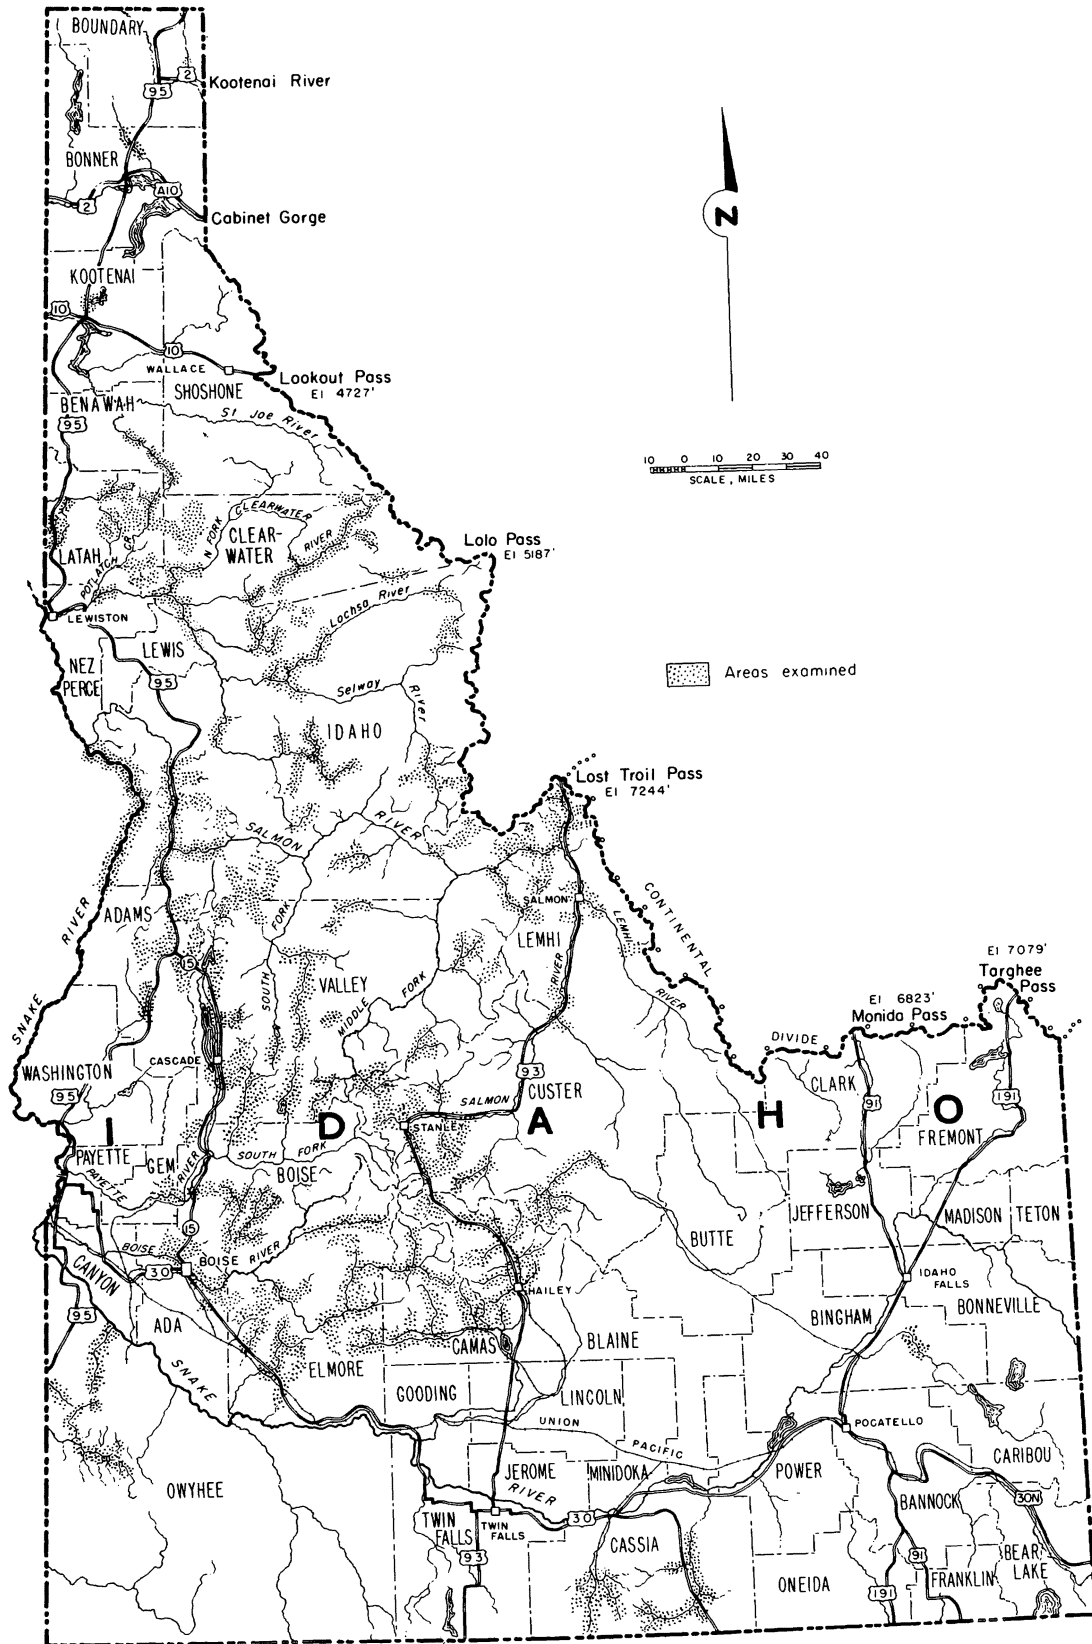 BOUNDARY
2
95
Kootenai River
BONNER
A10
2
Cabinet Gorge
N
KOOTENAI
10
10
WALLACE
Lookout Pass
El 4727'
SHOSHONE
BENAWAH
95
St Joe River
10 0 10 20 30 40
SCALE, MILES
N FORK
CLEARWATER
RIVER
CLEAR-
WATER
LATAH
POTLATCH CR
Lolo Pass
El 5187'
Lochsa River
LEWISTON
LEWIS
NEZ
PERCE
95
Selway
River
Areas examined
IDAHO
Lost Trail Pass
El 7244'
SALMON
RIVER
SALMON
LEMHI
RIVER
CONTINENTAL
DIVIDE
ADAMS
SNAKE
RIVER
SOUTH
FORK
LEMHI
RIVER
15
VALLEY
MIDDLE
FORK
El 7079'
Targhee
Pass
El 6823'
Monida Pass
WASHINGTON
95
CASCADE
93
CUSTER
SALMON
CLARK
91
191
FREMONT
I D A H O
STANLEY
PAYETTE
PAYETTE
RIVER
GEM
SOUTH FORK
BOISE
JEFFERSON
MADISON
TETON
BUTTE
15
BOISE
BOISE
RIVER
30
CANYON
95
ADA
HAILEY
IDAHO
FALLS
BINGHAM
BONNEVILLE
CAMAS
BLAINE
SNAKE
RIVER
ELMORE
GOODING
LINCOLN
UNION
PACIFIC
POCATELLO
CARIBOU
OWYHEE
JEROME
MINIDOKA
POWER
BANNOCK
30N
TWIN
FALLS
TWIN
FALLS
30
93
CASSIA
ONEIDA
91
191
FRANKLIN
BEAR
LAKE